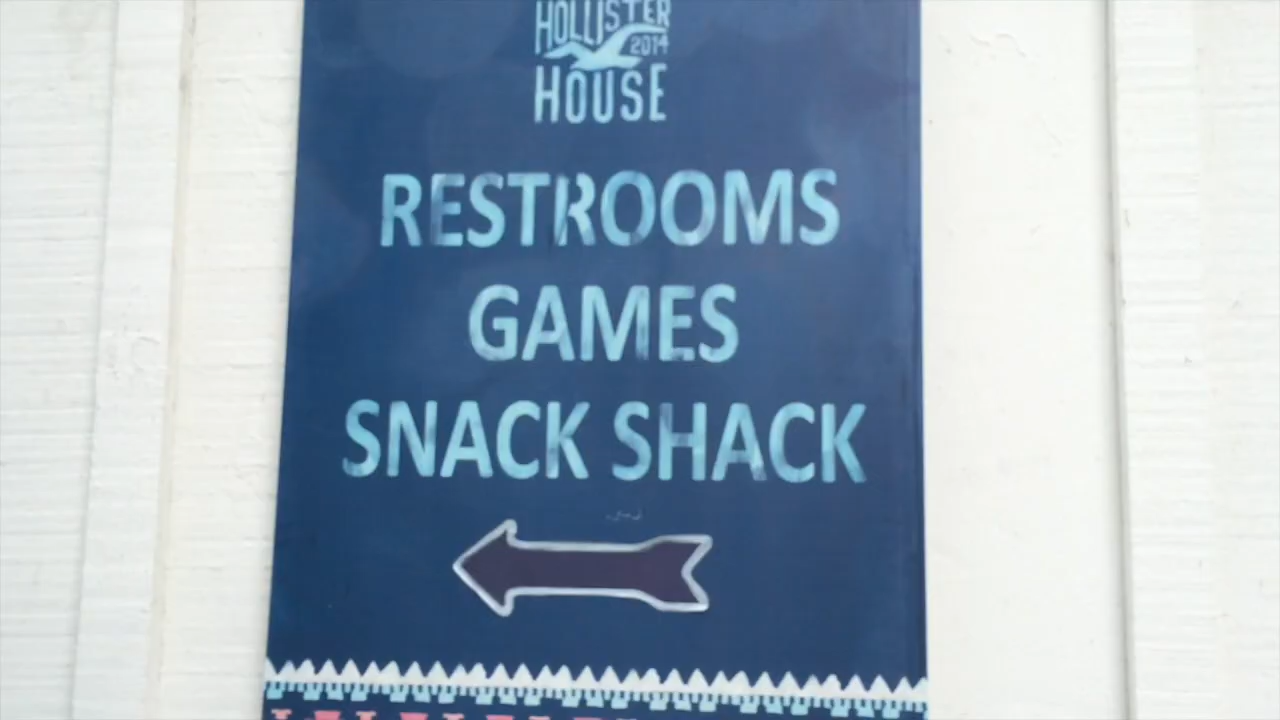 HOLLISTER
2014
HOUSE
RESTROOMS
GAMES
SNACK SHACK